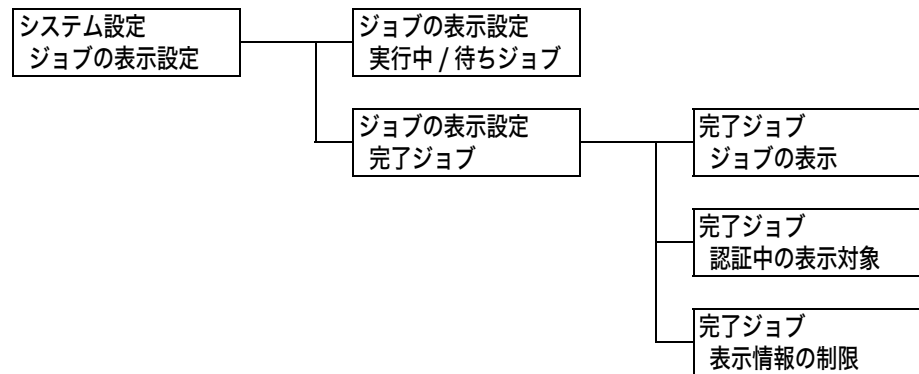 システム設定
ジョブの表示設定
ジョブの表示設定
実行中 / 待ちジョブ
ジョブの表示設定
完了ジョブ
完了ジョブ
ジョブの表示
完了ジョブ
認証中の表示対象
完了ジョブ
表示情報の制限